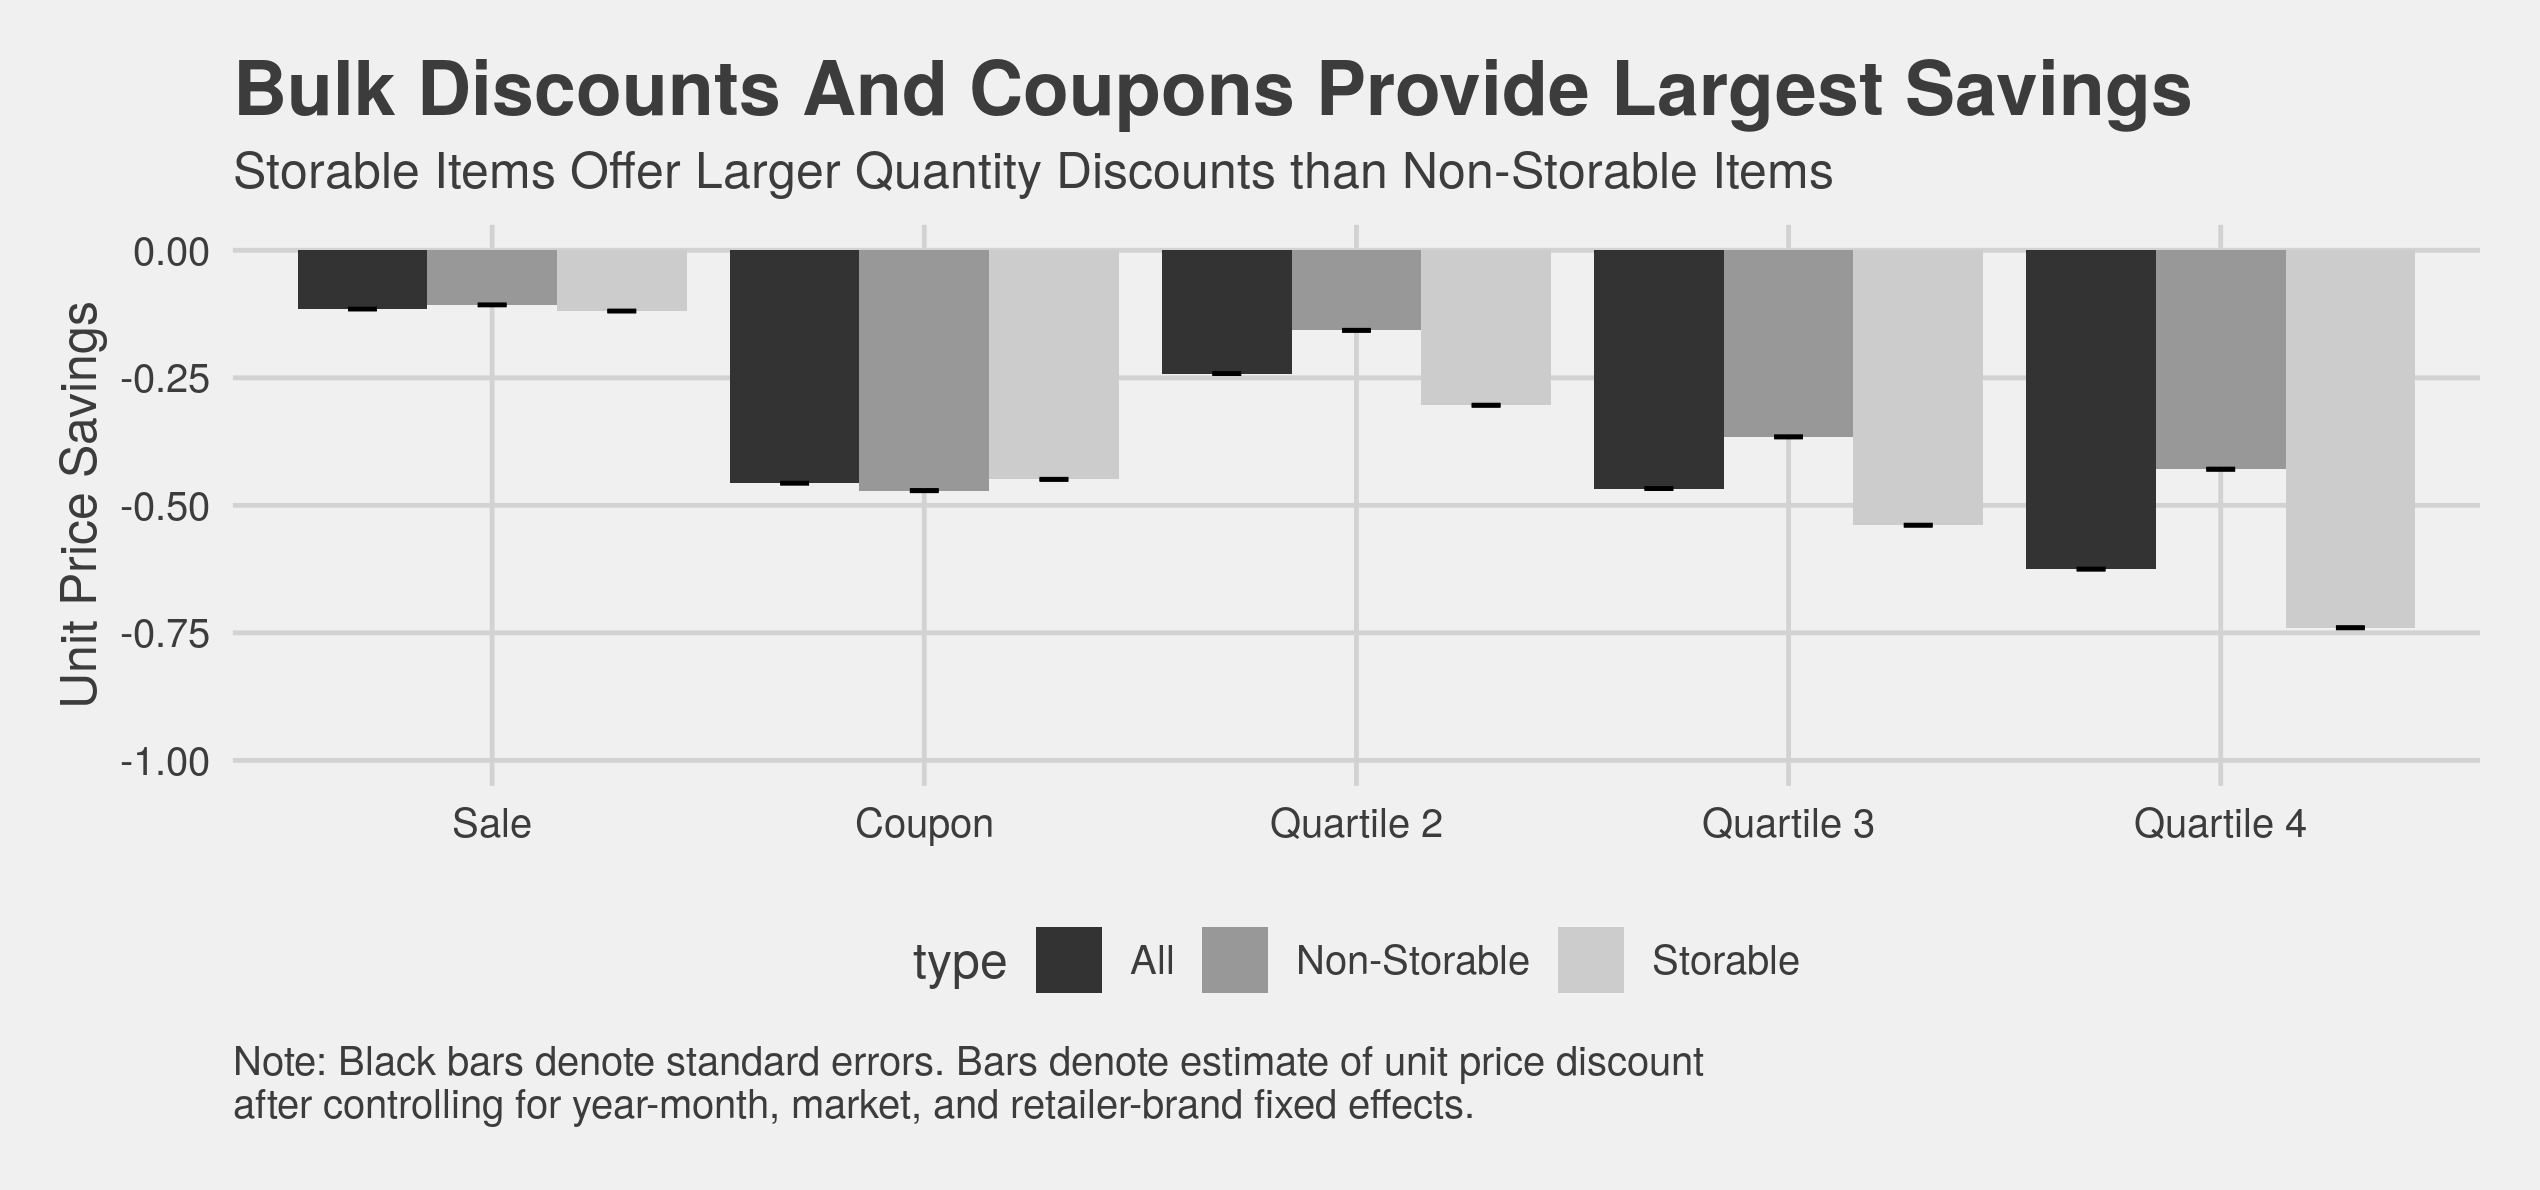 Bulk Discounts And Coupons Provide Largest Savings
Storable Items Offer Larger Quantity Discounts than Non-Storable Items
Unit Price Savings
0.00
-0.25
-0.50
-0.75
-1.00
Sale Coupon Quartile 2 Quartile 3 Quartile 4
type All Non-Storable Storable
Note: Black bars denote standard errors. Bars denote estimate of unit price discount
after controlling for year-month, market, and retailer-brand fixed effects.